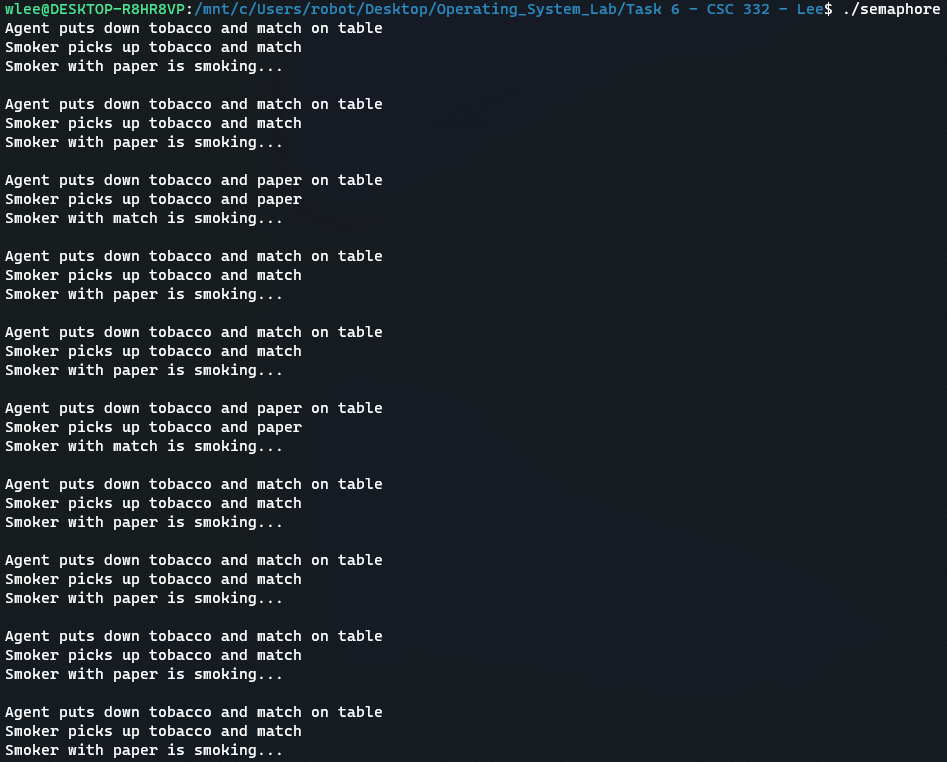 wlee@DESKTOP-R8HR8VP:/mnt/c/Users/robot/Desktop/Operating_System_Lab/Task 6 - CSC 332 - Lee$ ./semaphore
Agent puts down tobacco and match on table
Smoker picks up tobacco and match
Smoker with paper is smoking...

Agent puts down tobacco and match on table
Smoker picks up tobacco and match
Smoker with paper is smoking...

Agent puts down tobacco and paper on table
Smoker picks up tobacco and paper
Smoker with match is smoking...

Agent puts down tobacco and match on table
Smoker picks up tobacco and match
Smoker with paper is smoking...

Agent puts down tobacco and match on table
Smoker picks up tobacco and match
Smoker with paper is smoking...

Agent puts down tobacco and paper on table
Smoker picks up tobacco and paper
Smoker with match is smoking...

Agent puts down tobacco and match on table
Smoker picks up tobacco and match
Smoker with paper is smoking...

Agent puts down tobacco and match on table
Smoker picks up tobacco and match
Smoker with paper is smoking...

Agent puts down tobacco and match on table
Smoker picks up tobacco and match
Smoker with paper is smoking...

Agent puts down tobacco and match on table
Smoker picks up tobacco and match
Smoker with paper is smoking...